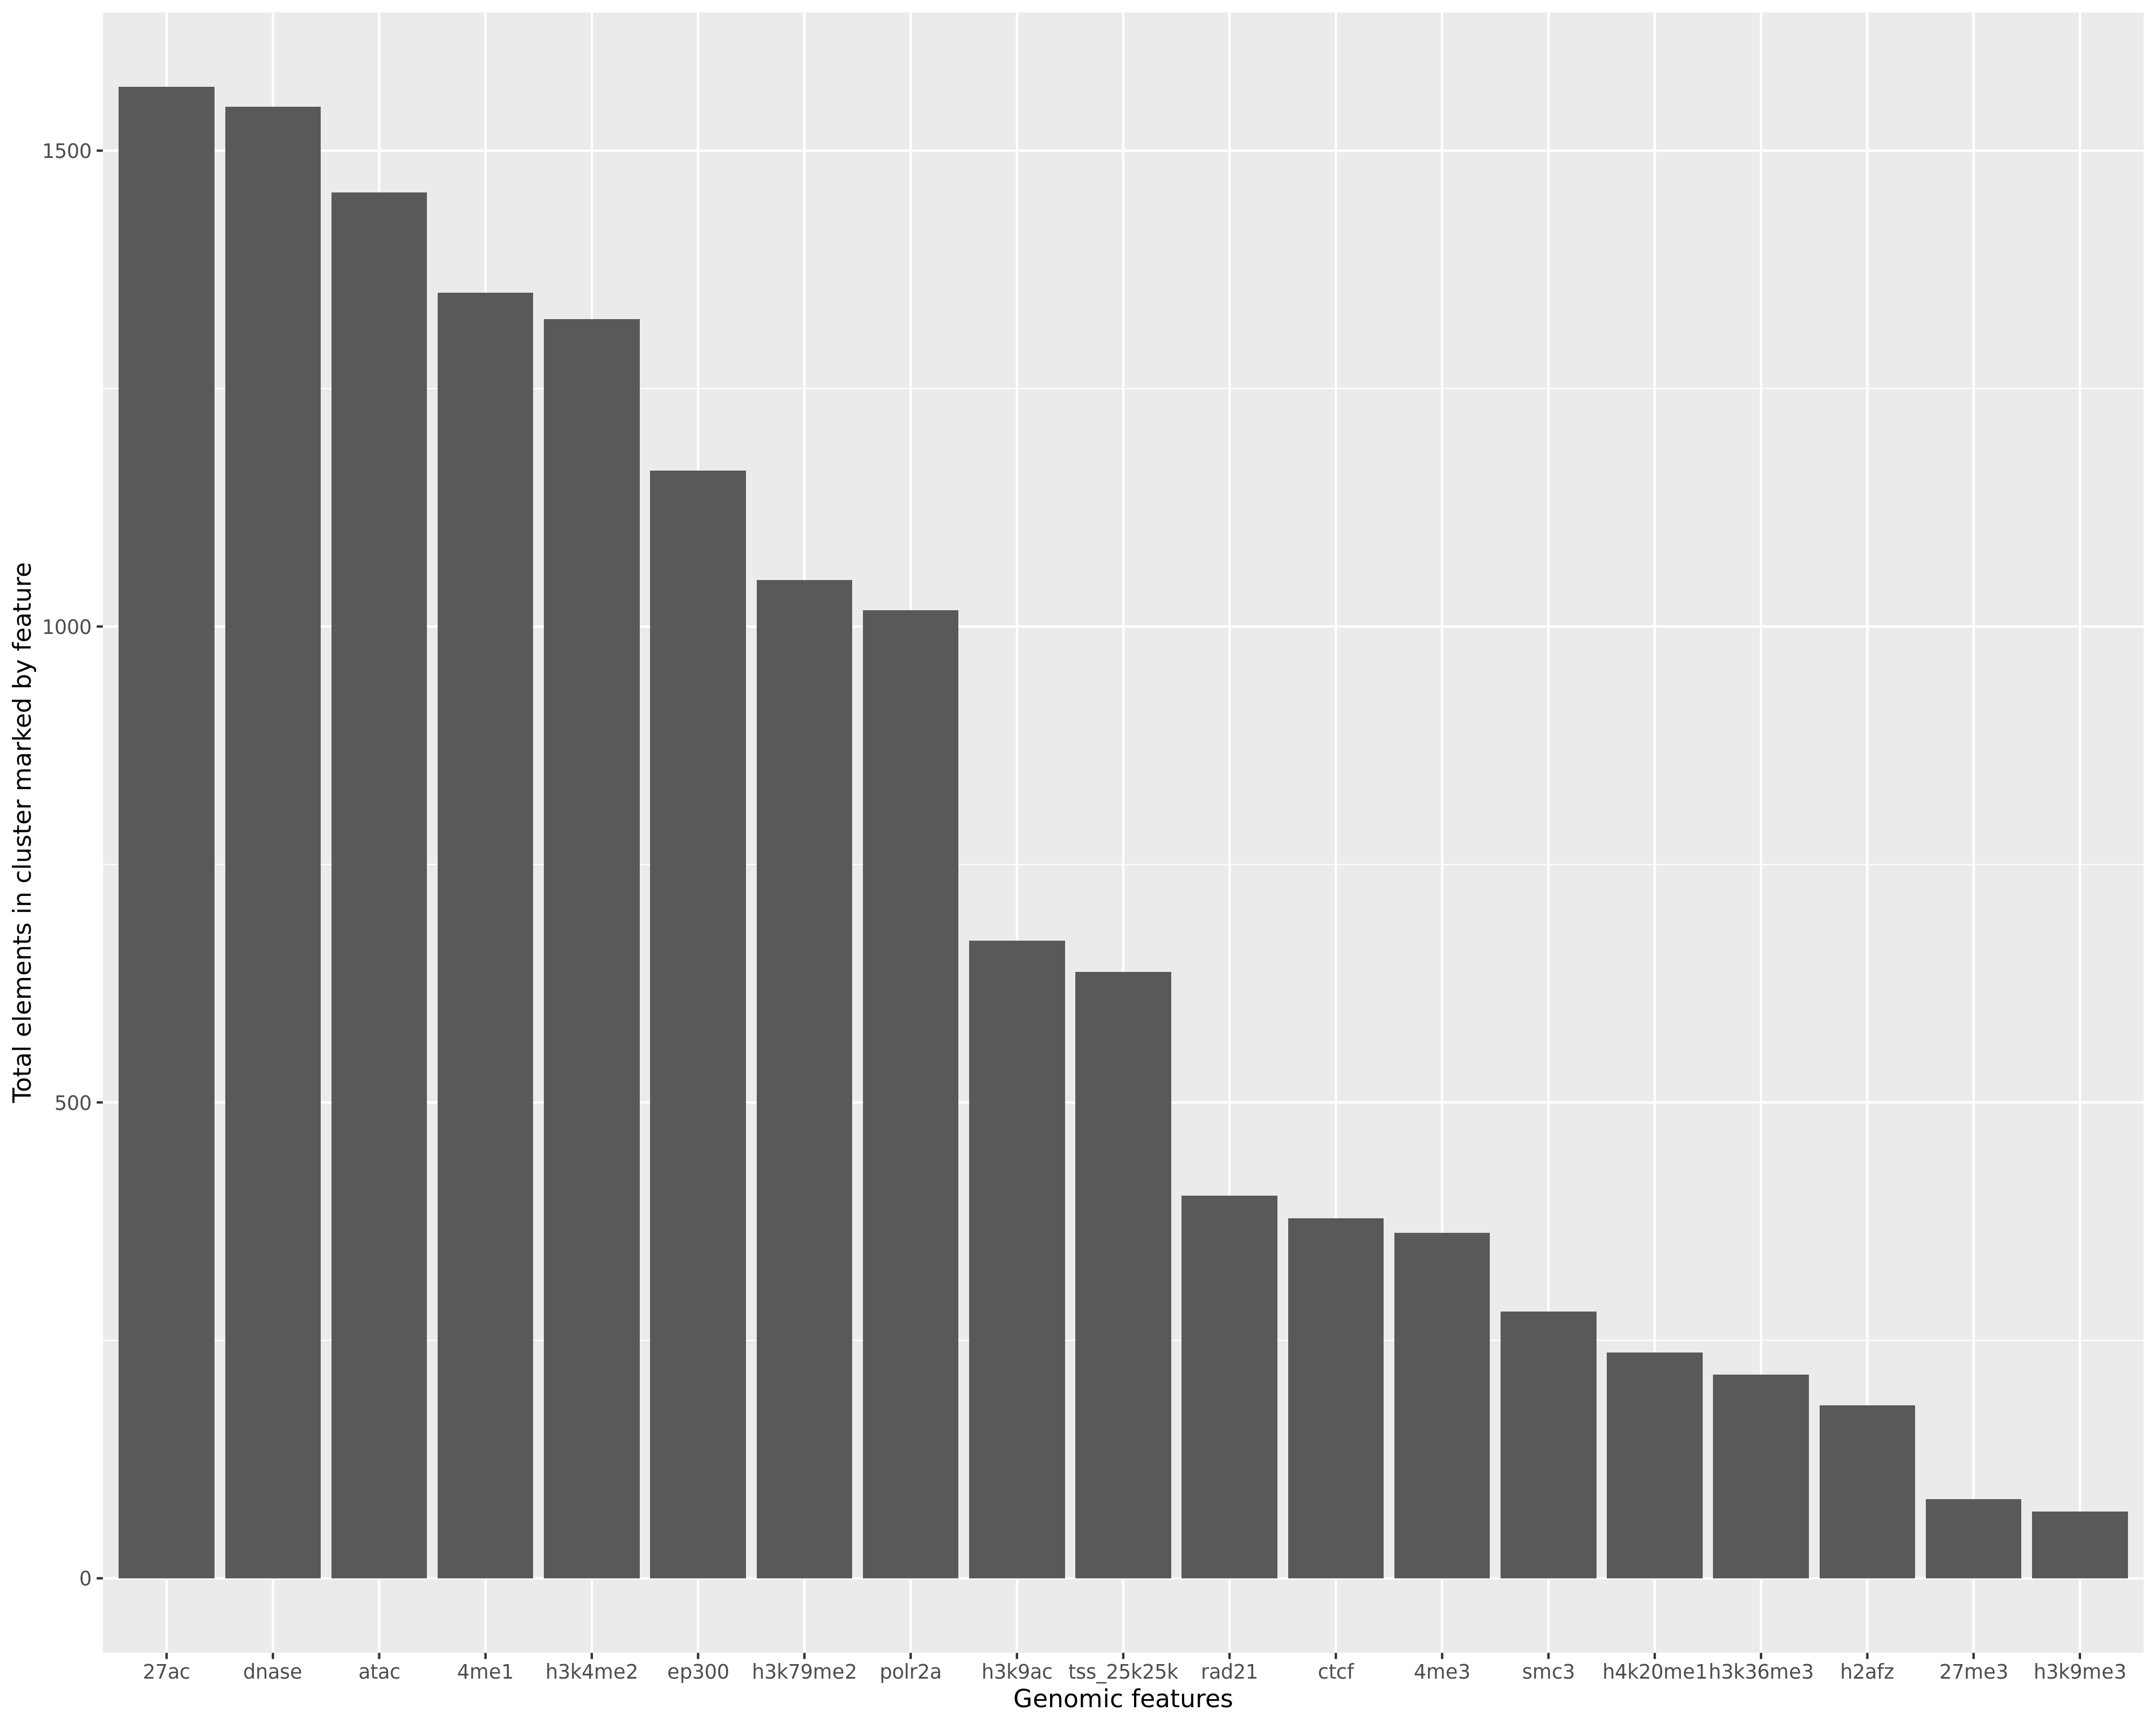 Total elements in cluster marked by feature
1500
1000
500
0
27ac dnase atac 4me1 h3k4me2 ep300 h3k79me2 polr2a h3k9ac tss_25k25k rad21 ctcf 4me3 smc3 h4k20me1 h3k36me3 h2afz 27me3 h3k9me3
Genomic features